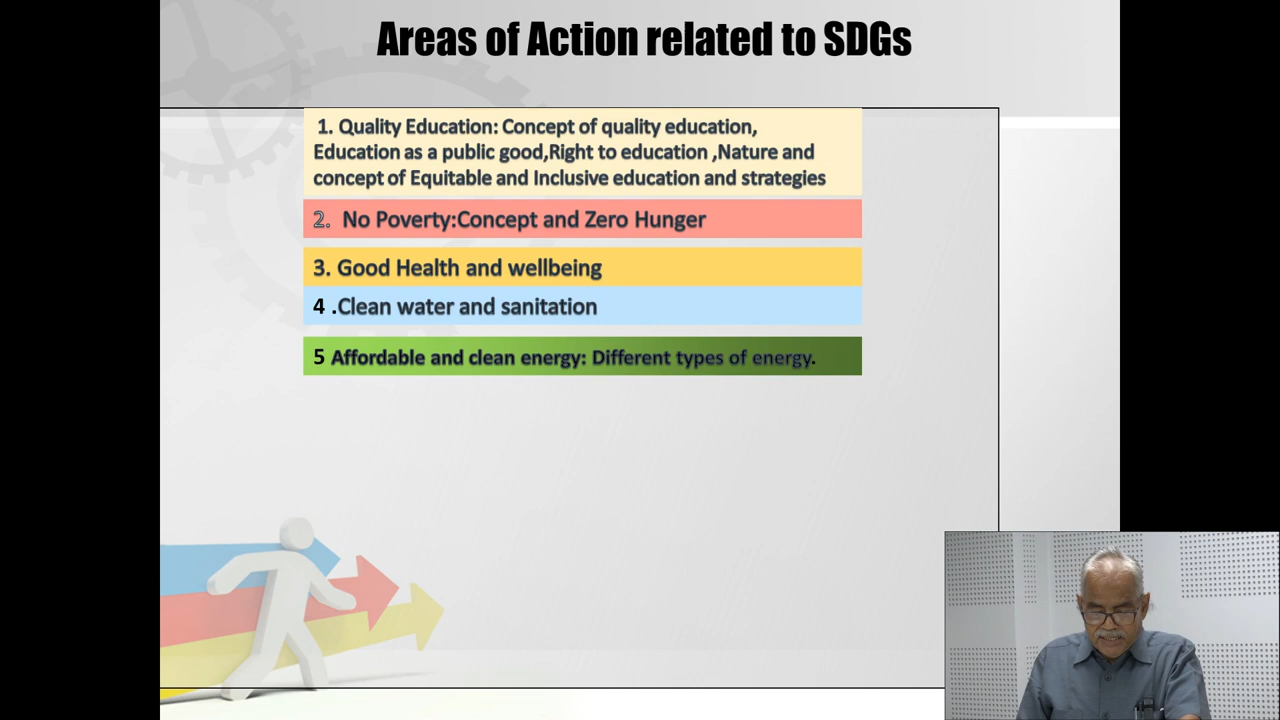 Areas of Action related to SDGs
1. Quality Education: Concept of quality education,
Education as a public good,Right to education ,Nature and
concept of Equitable and Inclusive education and strategies
2. No Poverty:Concept and Zero Hunger
3. Good Health and wellbeing
4 .Clean water and sanitation
5 Affordable and clean energy: Different types of energy.